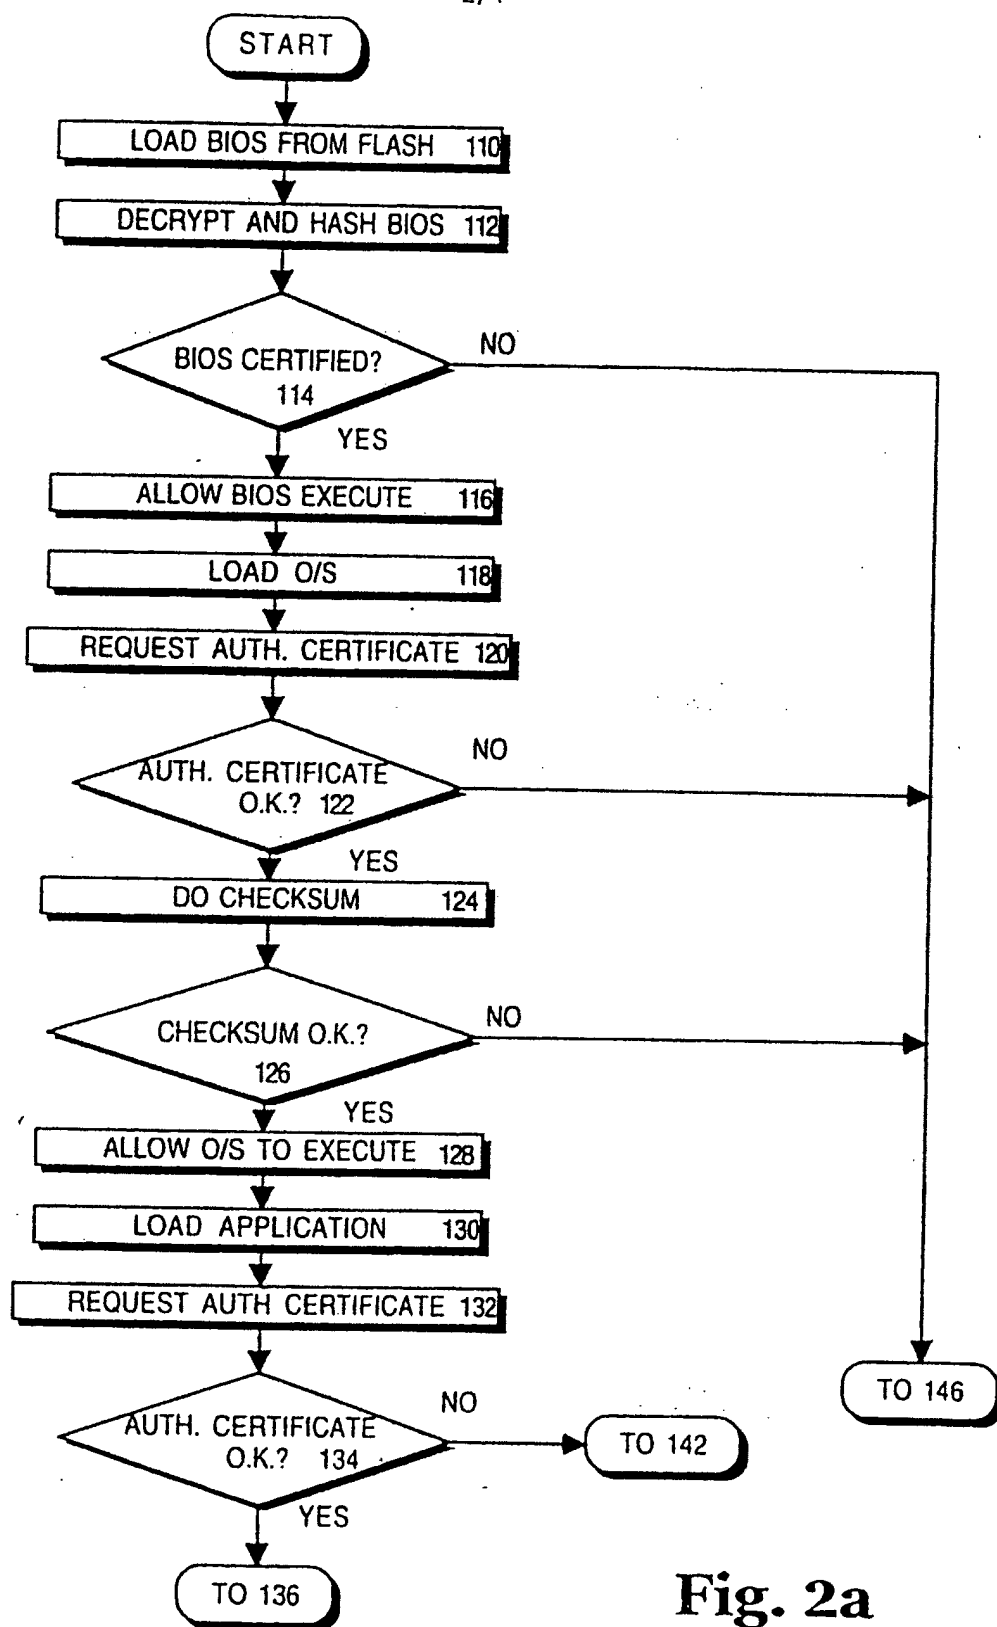 START
LOAD BIOS FROM FLASH 110
DECRYPT AND HASH BIOS 112
BIOS CERTIFIED?
114
NO
YES
ALLOW BIOS EXECUTE 116
LOAD O/S 118
REQUEST AUTH. CERTIFICATE 120
AUTH. CERTIFICATE
O.K.? 122
NO
YES
DO CHECKSUM 124
CHECKSUM O.K.?
126
NO
YES
ALLOW O/S TO EXECUTE 128
LOAD APPLICATION 130
REQUEST AUTH CERTIFICATE 132
AUTH. CERTIFICATE
O.K.? 134
NO
TO 142
TO 146
YES
TO 136
Fig. 2a